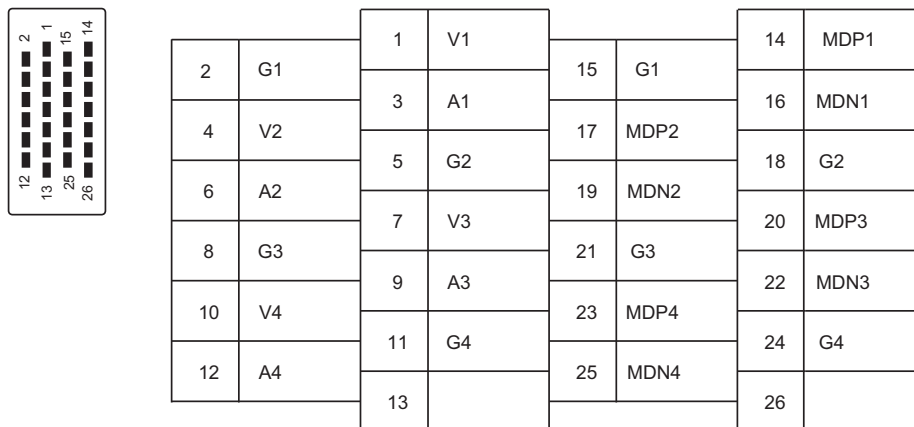 2
1
15
14
12
13
25
26
2 G1
4 V2
6 A2
8 G3
10 V4
12 A4
1 V1
3 A1
5 G2
7 V3
9 A3
11 G4
13
15 G1
17 MDP2
19 MDN2
21 G3
23 MDP4
25 MDN4
14 MDP1
16 MDN1
18 G2
20 MDP3
22 MDN3
24 G4
26